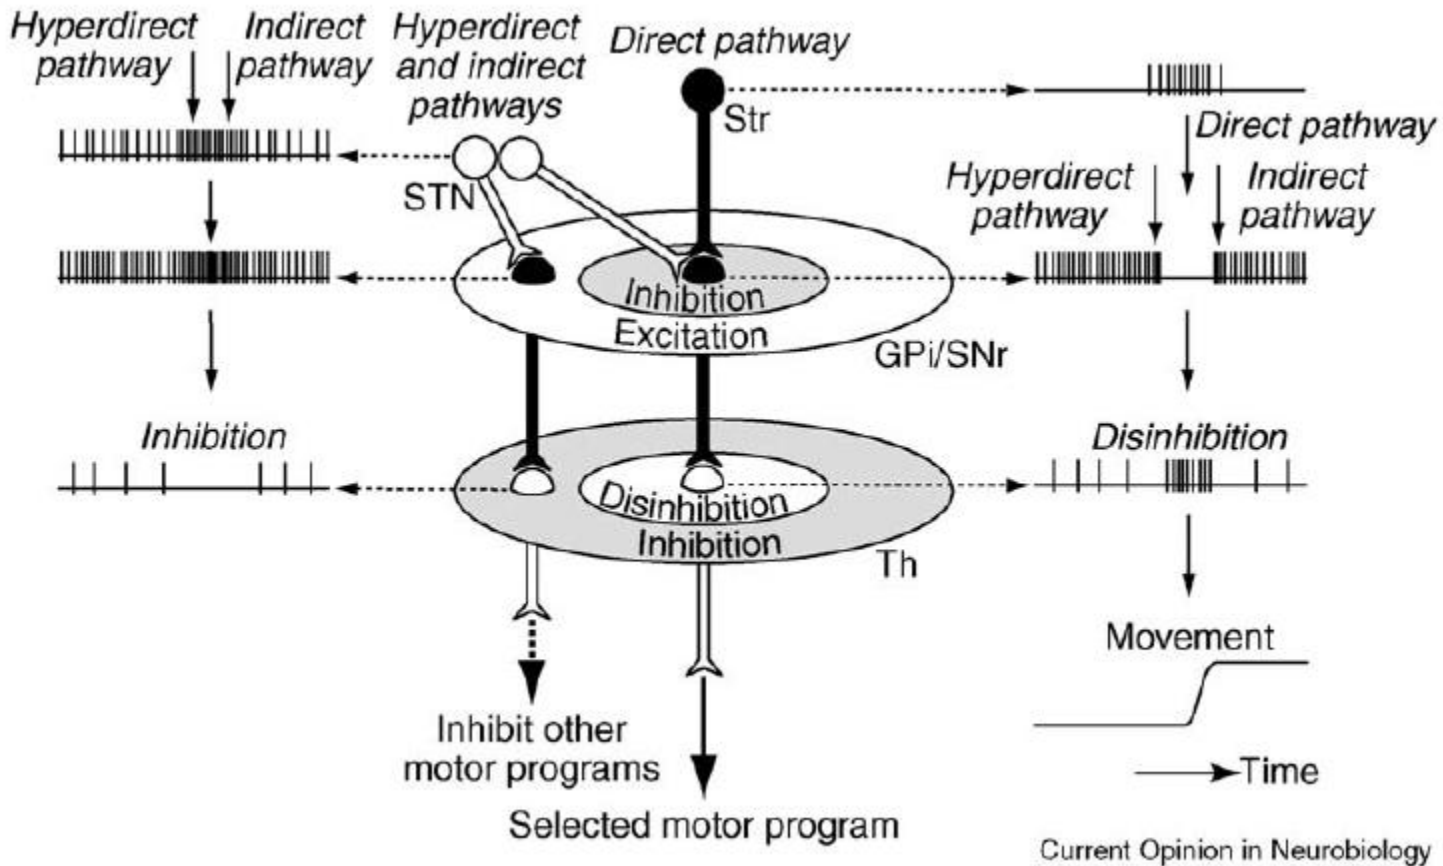 Hyperdirect
pathway
Indirect
pathway
Hyperdirect
and indirect
pathways
Direct pathway
Str
STN
Direct pathway
Hyperdirect
pathway
Indirect
pathway
Inhibition
Excitation
GPi/SNr
Inhibition
Disinhibition
Disinhibition
Inhibition
Th
Movement
Inhibit other
motor programs
Time
Selected motor program
Current Opinion in Neurobiology